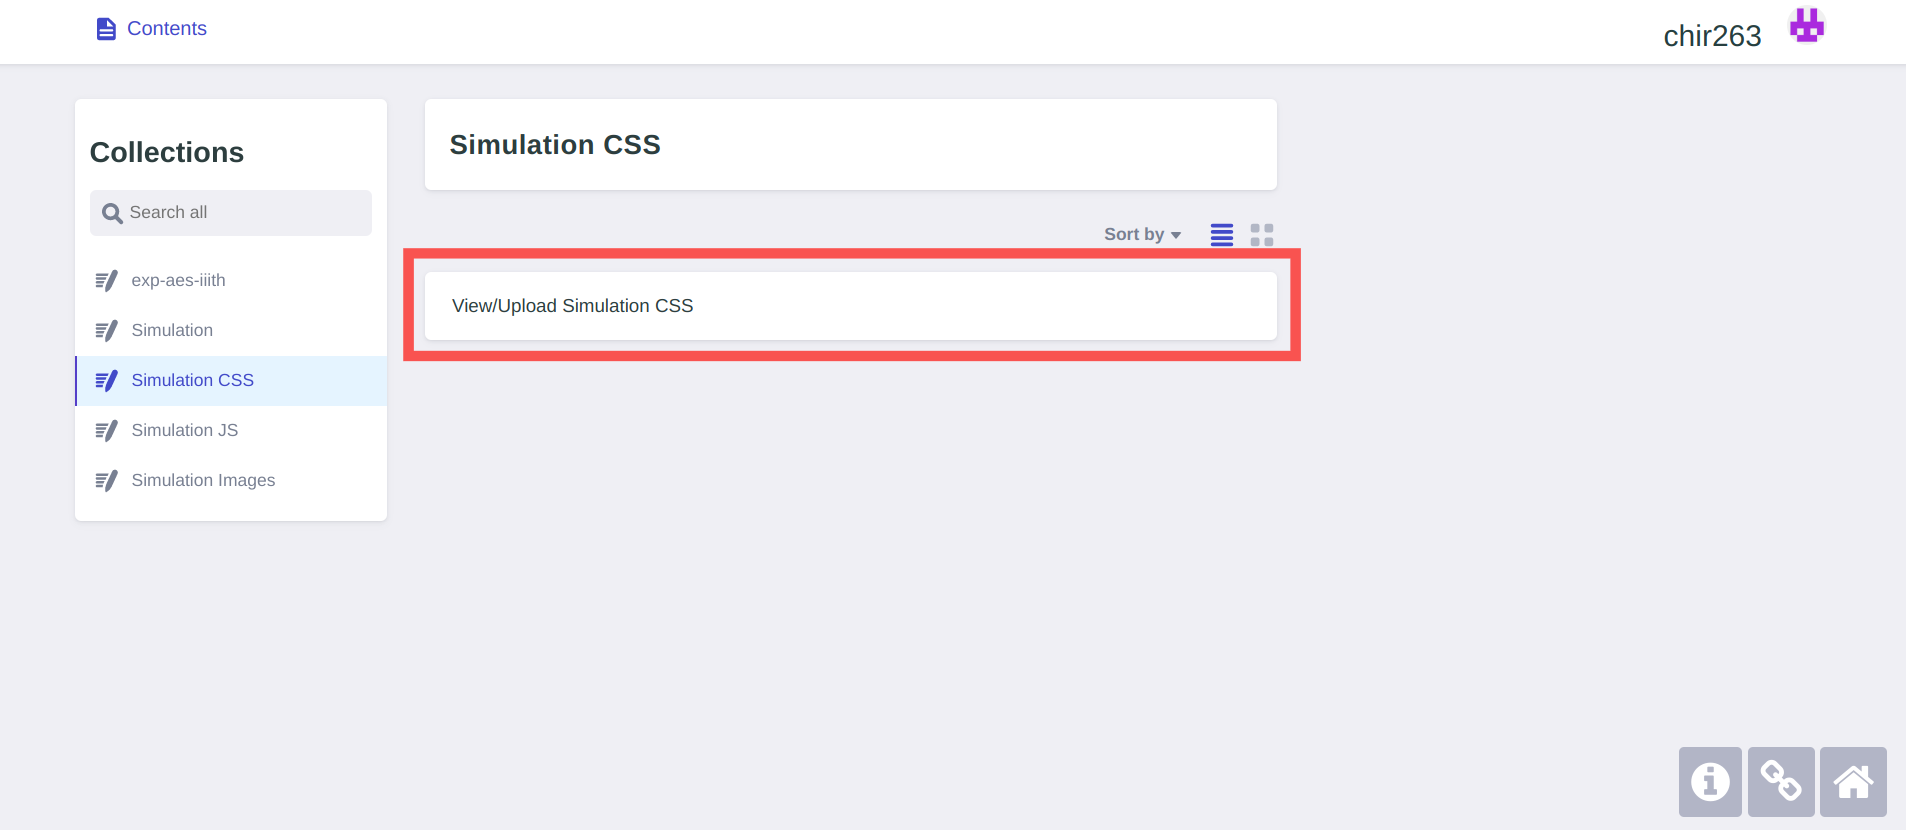 Contents
chir263
Collections
Search all
exp-aes-iiith
Simulation
Simulation CSS
Simulation JS
Simulation Images
Simulation CSS
Sort by
View/Upload Simulation CSS